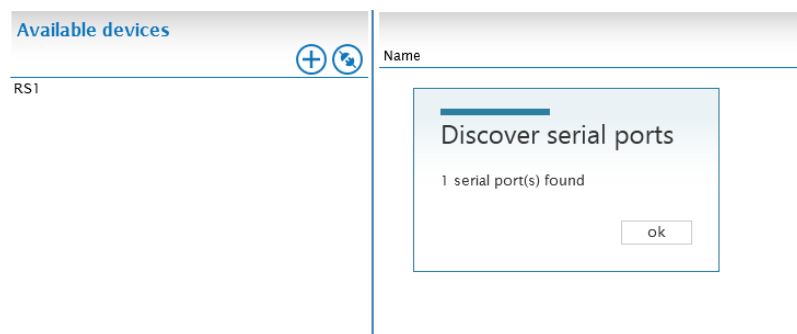 Available devices
Name
RS1
Discover serial ports
1 serial port(s) found
ok